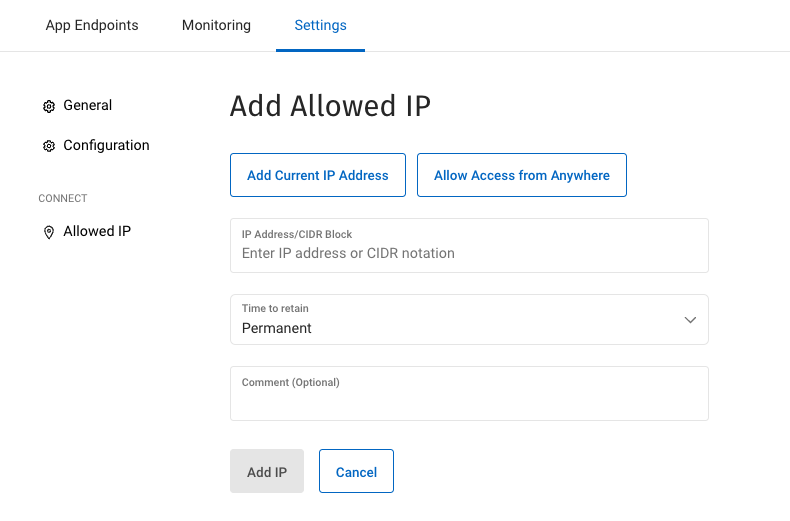 App Endpoints
Monitoring
Settings
General
Configuration
CONNECT
Allowed IP
Add Allowed IP
Add Current IP Address
Allow Access from Anywhere
IP Address/CIDR Block
Enter IP address or CIDR notation
Time to retain
Permanent
Comment (Optional)
Add IP
Cancel